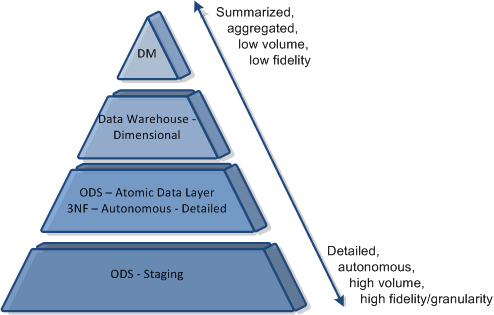 Summarized,
aggregated,
low volume,
low fidelity
DM
Data Warehouse -
Dimensional
ODS – Atomic Data Layer
3NF – Autonomous - Detailed
ODS - Staging
Detailed,
autonomous,
high volume,
high fidelity/granularity